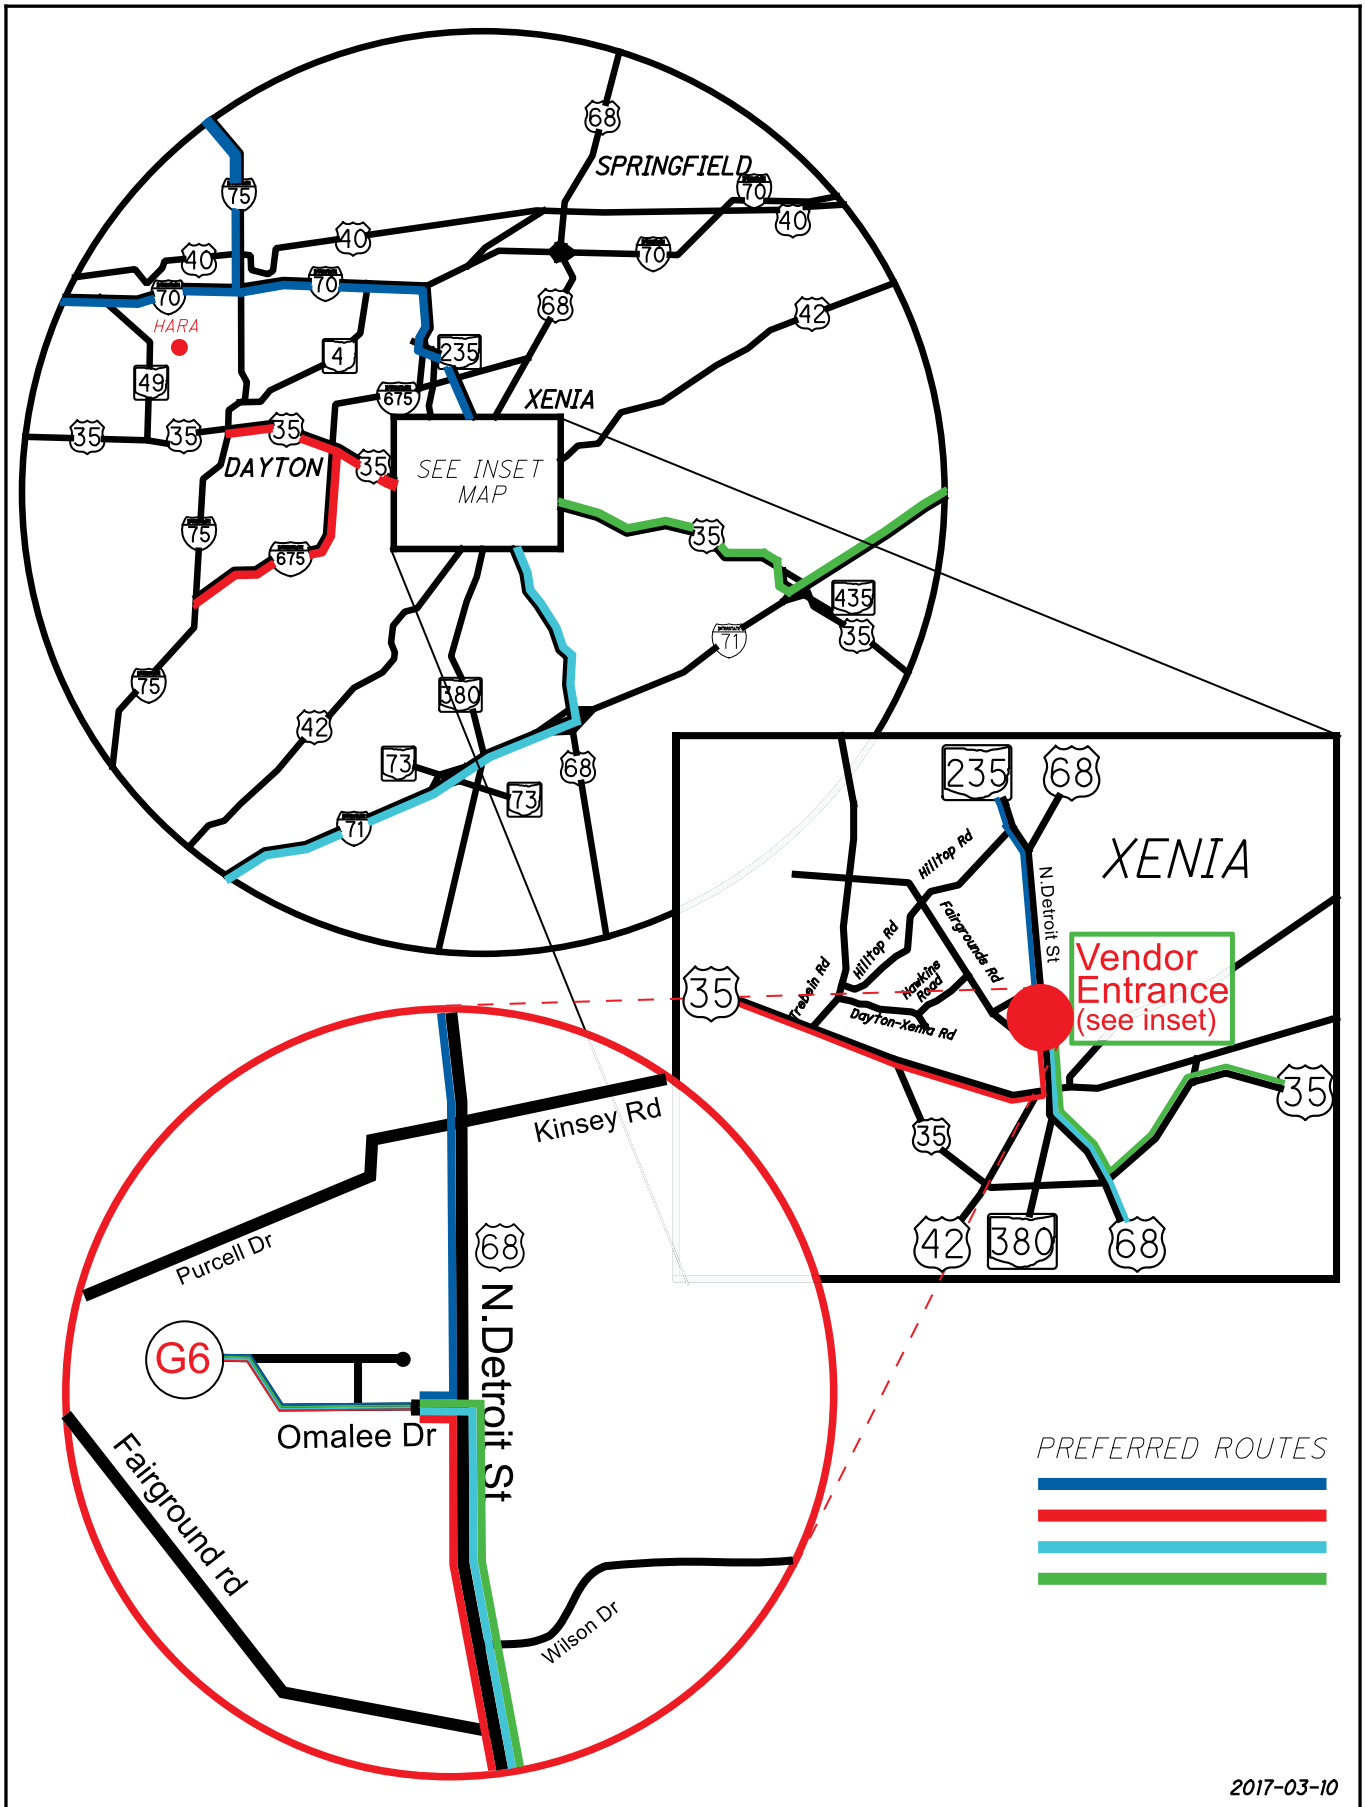 68
SPRINGFIELD
75
70
40
40
40
70
70
70
HARA
68
42
4
235
49
675
XENIA
35
35
35
DAYTON
35
SEE INSET
MAP
75
35
675
435
71
35
75
380
42
73
68
73
71
235
68
XENIA
Hilltop Rd
N.Detroit St
Fairgrounds Rd
Hilltop Rd
Trebein Rd
Hawkins
Road
Dayton-Xenia Rd
Vendor
Entrance
(see inset)
35
35
35
42
380
68
Kinsey Rd
Purcell Dr
68
N.Detroit St
G6
Omalee Dr
Fairground rd
Wilson Dr
PREFERRED ROUTES
2017-03-10